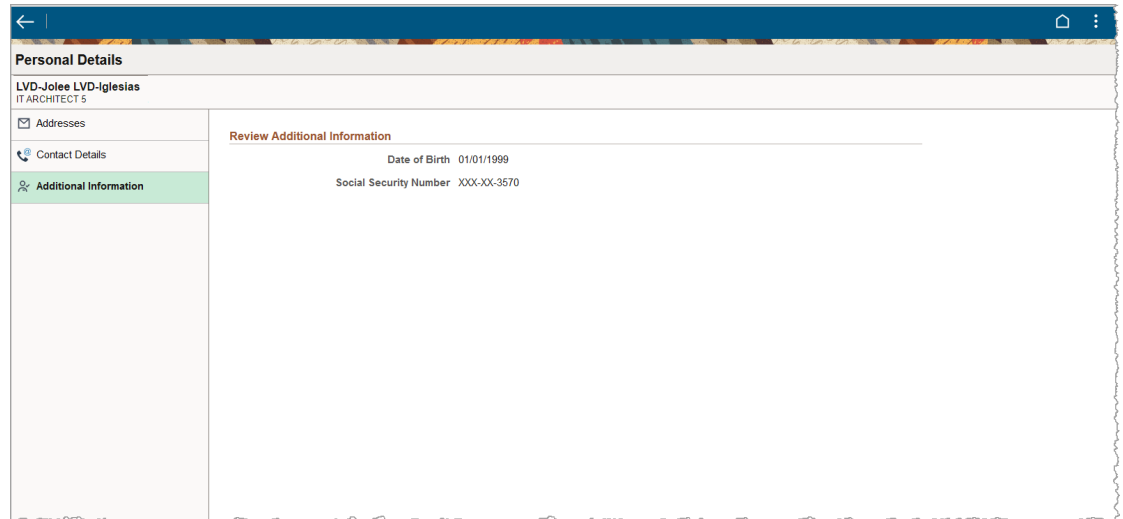 Personal Details
LVD-Jolee LVD-Iglesias
IT ARCHITECT 5
Addresses
Contact Details
Additional Information
Review Additional Information
Date of Birth 01/01/1999
Social Security Number XXX-XX-3570